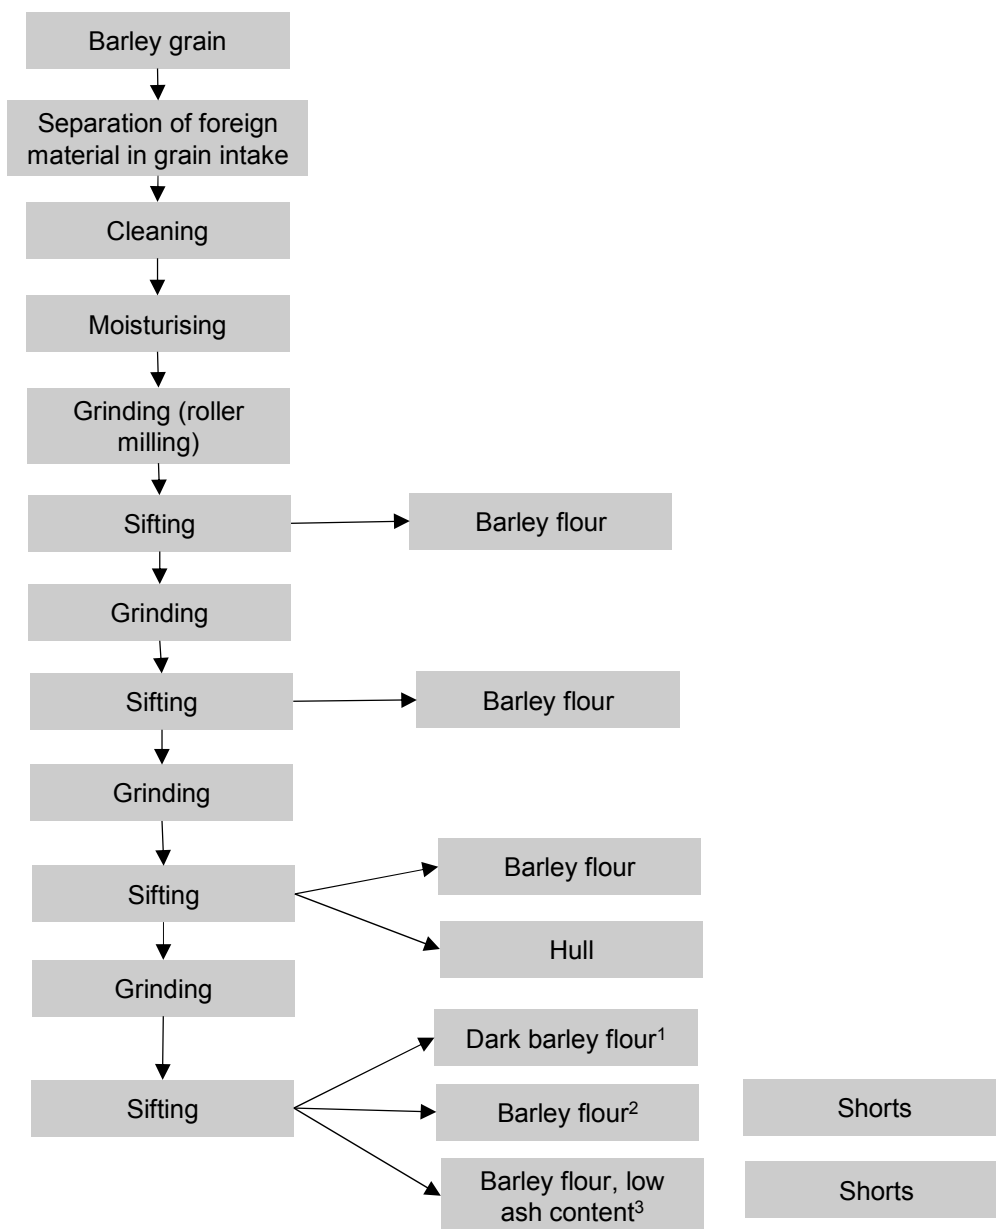 Barley grain
Separation of foreign
material in grain intake
Cleaning
Moisturising
Grinding (roller
milling)
Sifting
Barley flour
Grinding
Sifting
Barley flour
Grinding
Barley flour
Sifting
Hull
Grinding
Dark barley flour¹
Sifting
Barley flour²
Shorts
Barley flour, low
ash content³
Shorts